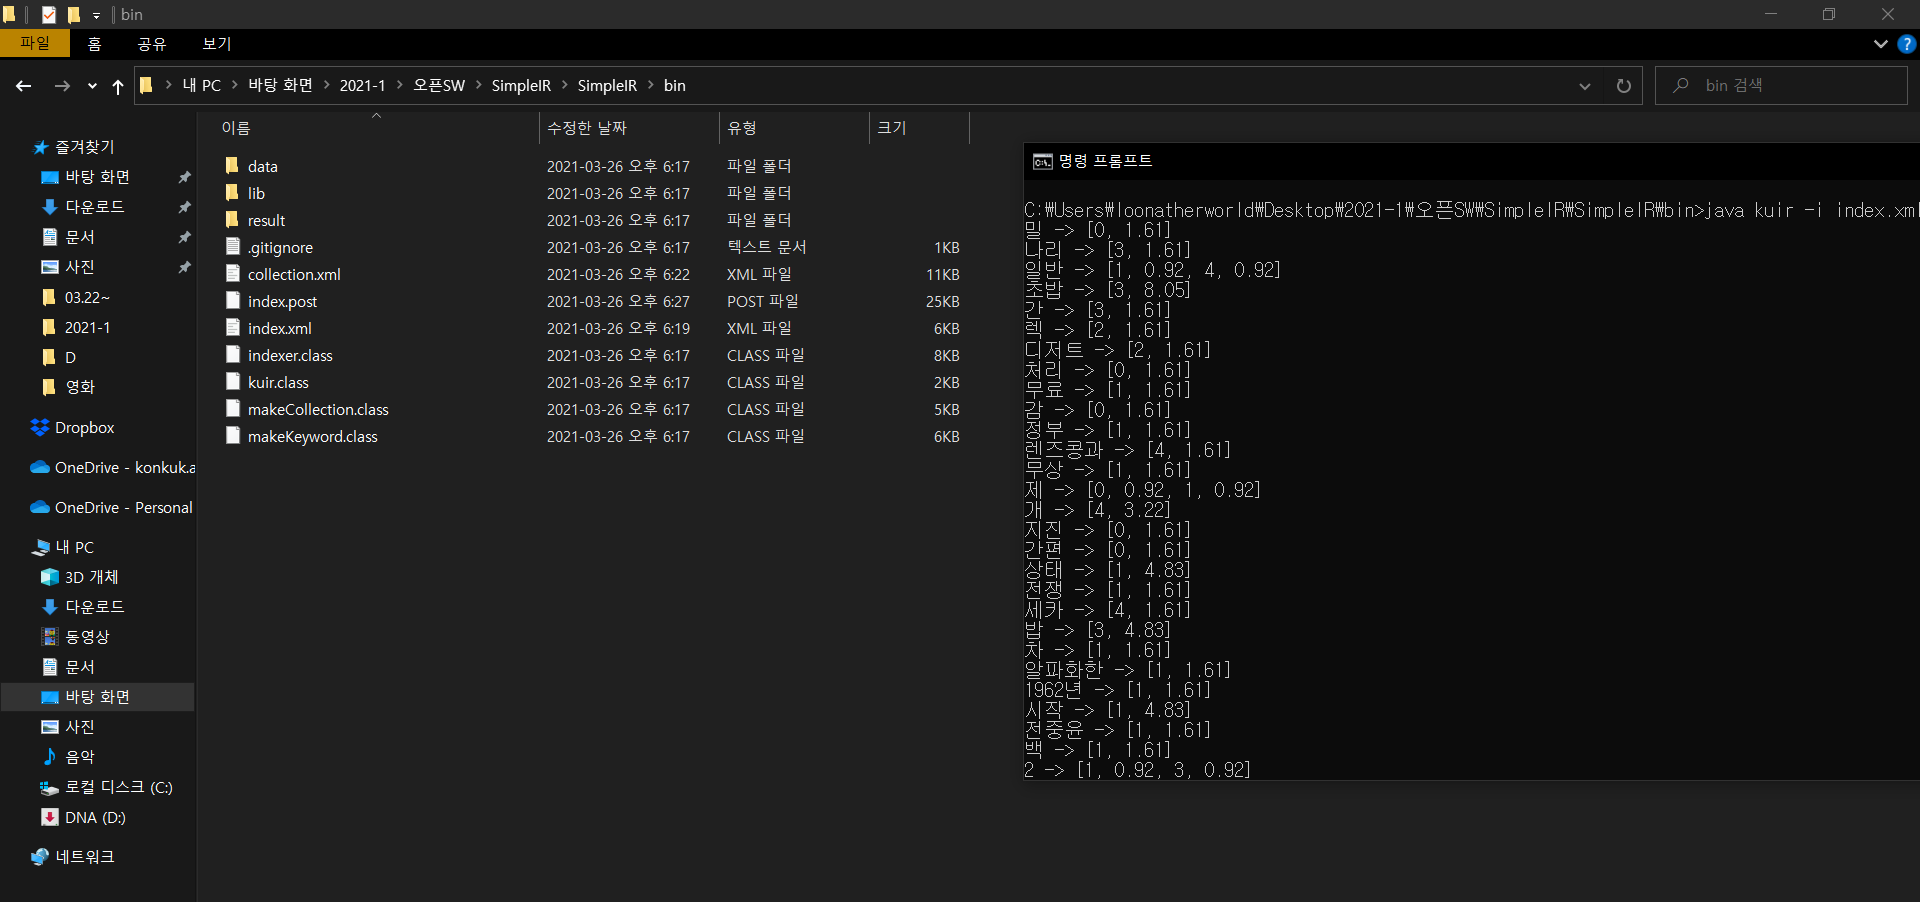 bin
파일 홈 공유 보기
내 PC 바탕 화면 2021-1 오픈SW SimpleIR SimpleIR bin
bin 검색
즐겨찾기
바탕 화면
다운로드
문서
사진
03.22~
2021-1
D
영화
Dropbox
OneDrive - konkuk.a
OneDrive - Personal
내 PC
3D 개체
다운로드
동영상
문서
바탕 화면
사진
음악
로컬 디스크 (C:)
DNA (D:)
네트워크
이름 수정한 날짜 유형 크기
data 2021-03-26 오후 6:17 파일 폴더
lib 2021-03-26 오후 6:17 파일 폴더
result 2021-03-26 오후 6:17 파일 폴더
.gitignore 2021-03-26 오후 6:17 텍스트 문서 1KB
collection.xml 2021-03-26 오후 6:22 XML 파일 11KB
index.post 2021-03-26 오후 6:27 POST 파일 25KB
index.xml 2021-03-26 오후 6:19 XML 파일 6KB
indexer.class 2021-03-26 오후 6:17 CLASS 파일 8KB
kuir.class 2021-03-26 오후 6:17 CLASS 파일 2KB
makeCollection.class 2021-03-26 오후 6:17 CLASS 파일 5KB
makeKeyword.class 2021-03-26 오후 6:17 CLASS 파일 6KB
명령 프롬프트
C:₩Users₩loonatherworld₩Desktop₩2021-1₩오픈SW₩SimpleIR₩SimpleIR₩bin>java kuir -i index.xml
밀 -> [0, 1.61]
나리 -> [3, 1.61]
일반 -> [1, 0.92, 4, 0.92]
초밥 -> [3, 8.05]
간 -> [3, 1.61]
렉 -> [2, 1.61]
디저트 -> [2, 1.61]
처리 -> [0, 1.61]
무료 -> [1, 1.61]
감 -> [0, 1.61]
정부 -> [1, 1.61]
렌즈콩과 -> [4, 1.61]
무상 -> [1, 1.61]
제 -> [0, 0.92, 1, 0.92]
개 -> [4, 3.22]
지진 -> [0, 1.61]
간편 -> [0, 1.61]
상태 -> [1, 4.83]
전쟁 -> [1, 1.61]
세카 -> [4, 1.61]
밥 -> [3, 4.83]
차 -> [1, 1.61]
알파화한 -> [1, 1.61]
1962년 -> [1, 1.61]
시작 -> [1, 4.83]
전중윤 -> [1, 1.61]
백 -> [1, 1.61]
2 -> [1, 0.92, 3, 0.92]